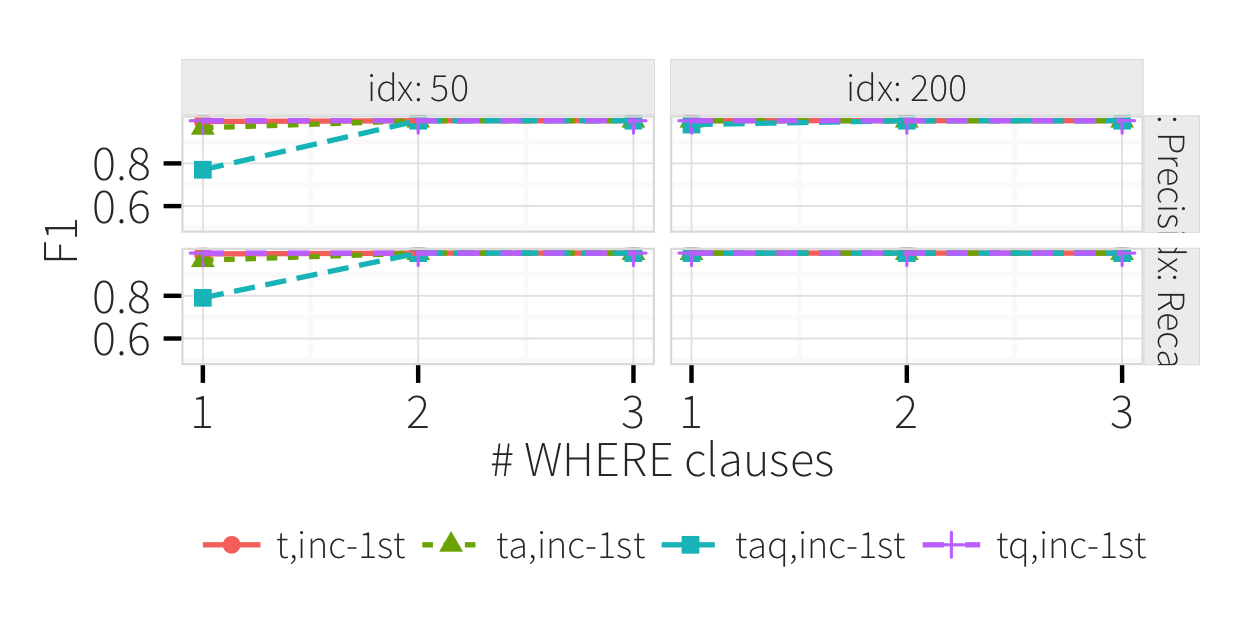 idx: 50
idx: 200
0.8
0.6
: Precis
F1
0.8
0.6
dx: Reca
1 2 3 1 2 3
# WHERE clauses
t,inc-1st ta,inc-1st taq,inc-1st tq,inc-1st